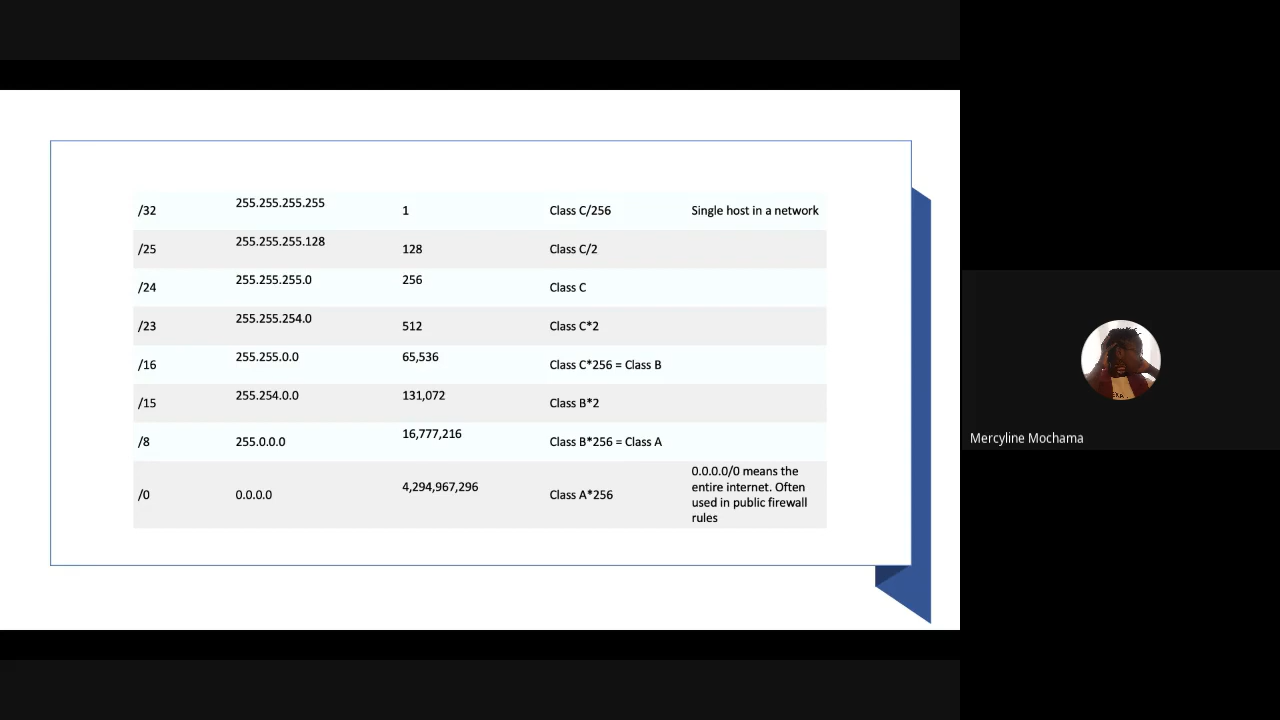 /32 255.255.255.255 1 Class C/256 Single host in a network
/25 255.255.255.128 128 Class C/2
/24 255.255.255.0 256 Class C
/23 255.255.254.0 512 Class C*2
/16 255.255.0.0 65,536 Class C*256 = Class B
/15 255.254.0.0 131,072 Class B*2
/8 255.0.0.0 16,777,216 Class B*256 = Class A
/0 0.0.0.0 4,294,967,296 Class A*256
0.0.0.0/0 means the
entire internet. Often
used in public firewall
rules
Mercyline Mochama